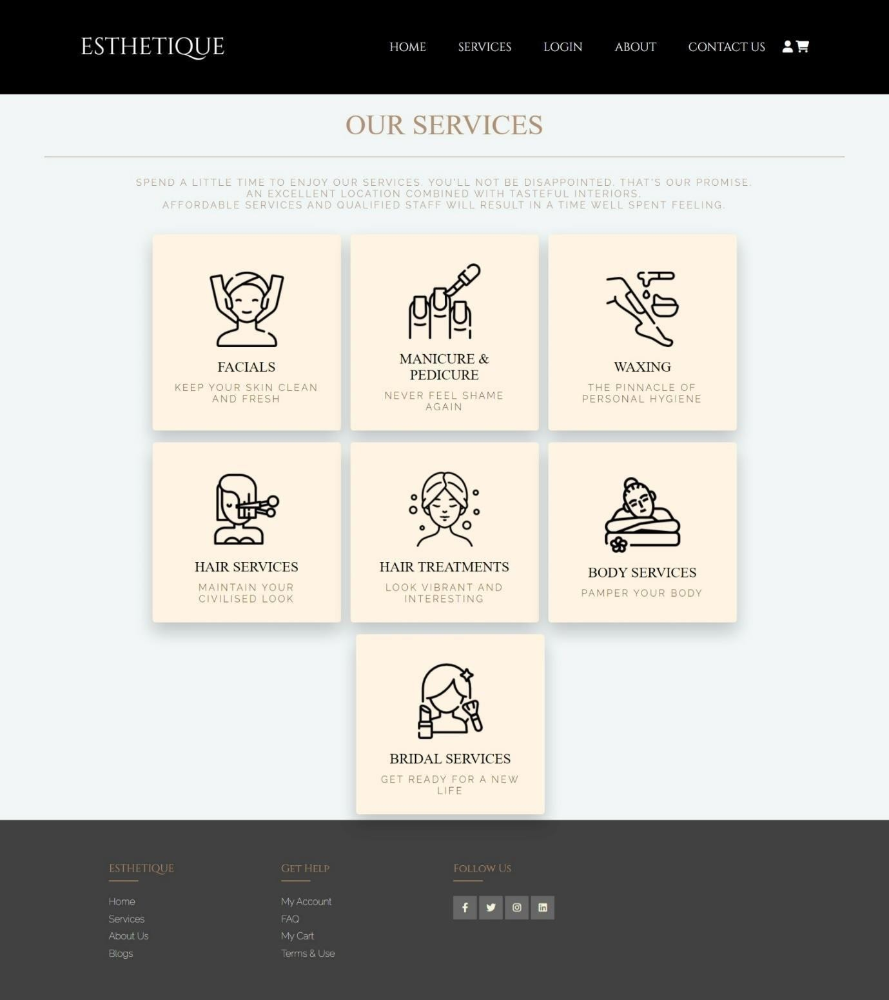 ESTHETIQUE
HOME SERVICES LOGIN ABOUT CONTACT US
OUR SERVICES
SPEND A LITTLE TIME TO ENJOY OUR SERVICES. YOU'LL NOT BE DISAPPOINTED. THAT'S OUR PROMISE.
AN EXCELLENT LOCATION COMBINED WITH TASTEFUL INTERIORS,
AFFORDABLE SERVICES AND QUALIFIED STAFF WILL RESULT IN A TIME WELL SPENT FEELING.
FACIALS
KEEP YOUR SKIN CLEAN
AND FRESH
MANICURE &
PEDICURE
NEVER FEEL SHAME
AGAIN
WAXING
THE PINNACLE OF
PERSONAL HYGIENE
HAIR SERVICES
MAINTAIN YOUR
CIVILISED LOOK
HAIR TREATMENTS
LOOK VIBRANT AND
INTERESTING
BODY SERVICES
PAMPER YOUR BODY
BRIDAL SERVICES
GET READY FOR A NEW
LIFE
ESTHETIQUE
Home
Services
About Us
Blogs
GET HELP
My Account
FAQ
My Cart
Terms & Use
FOLLOW US